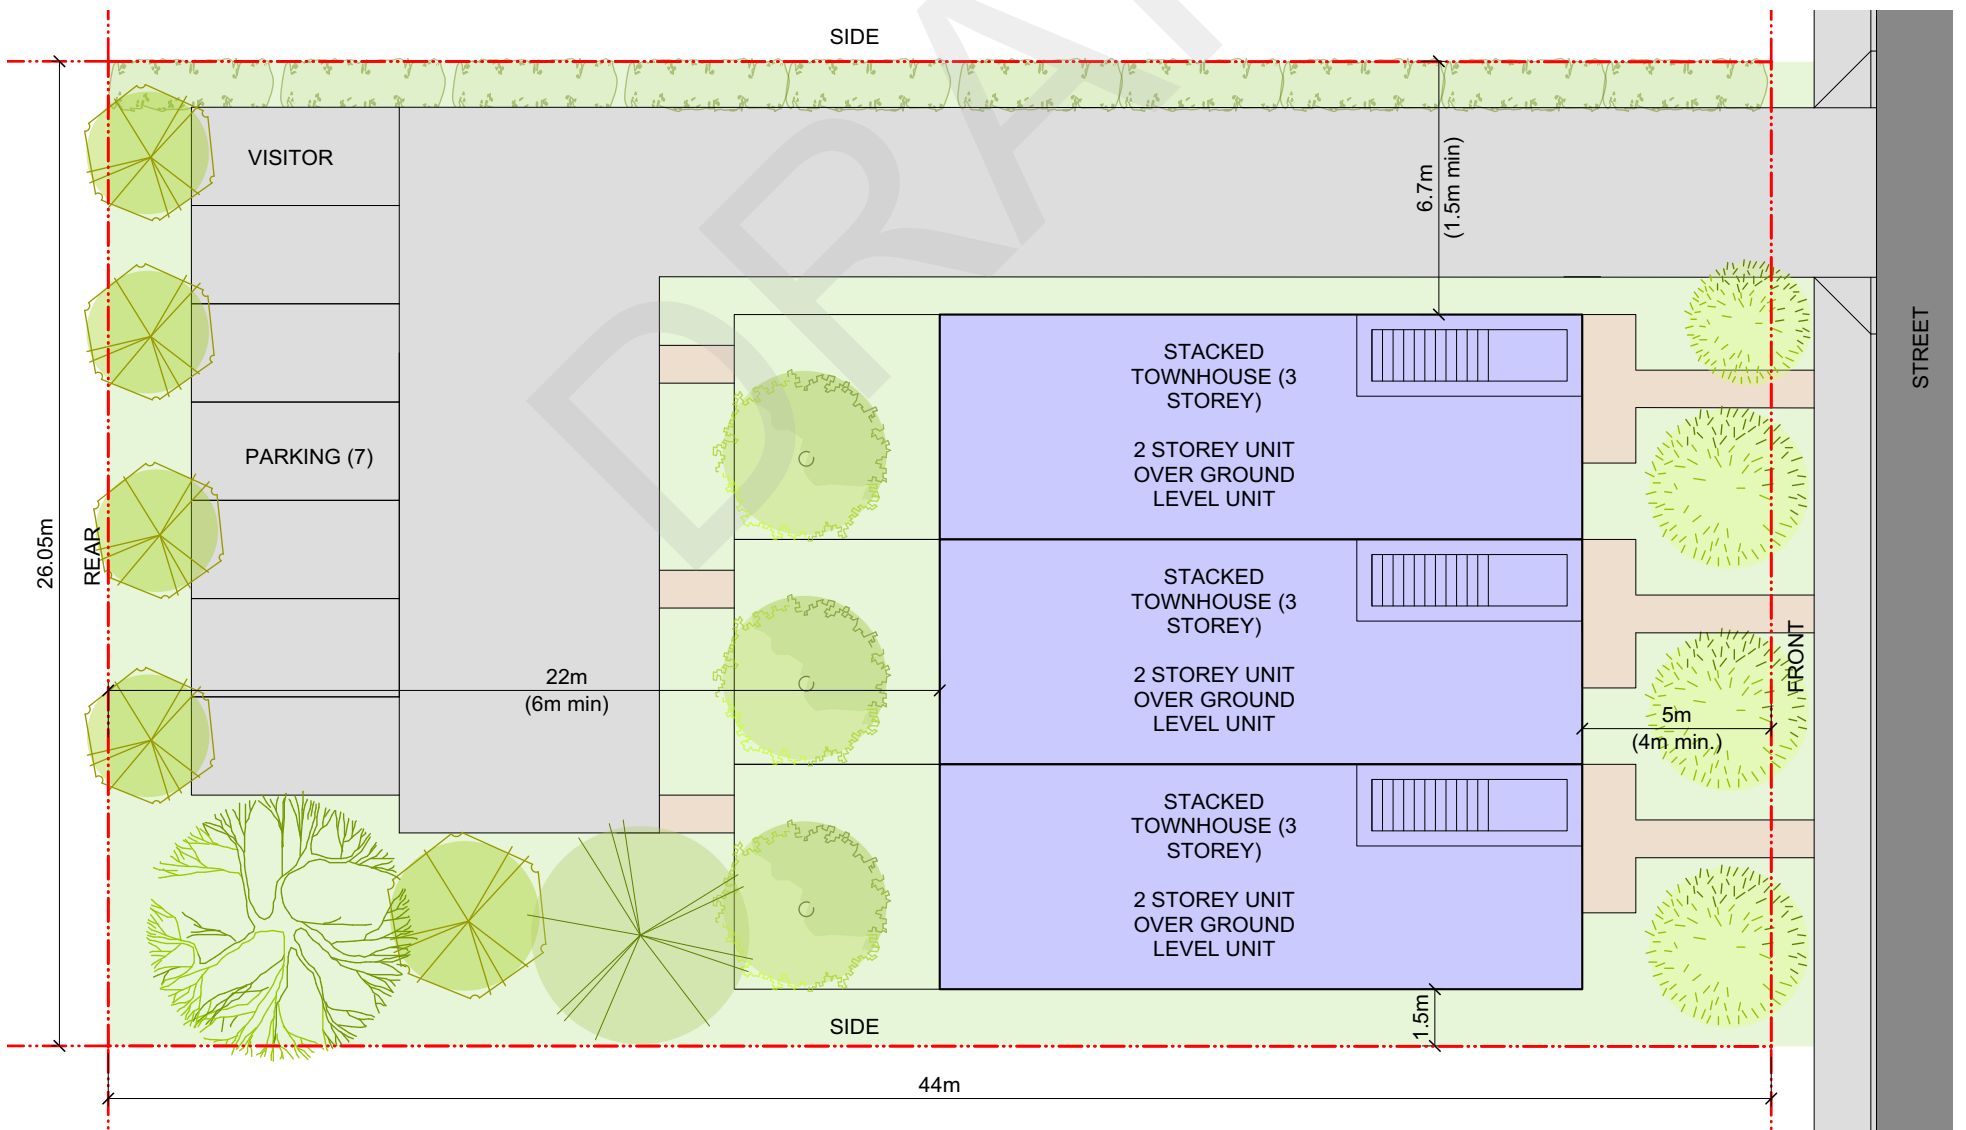 SIDE
VISITOR
6.7m
(1.5m min)
STREET
STACKED
TOWNHOUSE (3
STOREY)
2 STOREY UNIT
OVER GROUND
LEVEL UNIT
PARKING (7)
26.05m
REAR
STACKED
TOWNHOUSE (3
STOREY)
2 STOREY UNIT
OVER GROUND
LEVEL UNIT
22m
(6m min)
FRONT
5m
(4m min.)
STACKED
TOWNHOUSE (3
STOREY)
2 STOREY UNIT
OVER GROUND
LEVEL UNIT
1.5m
SIDE
44m
DRA